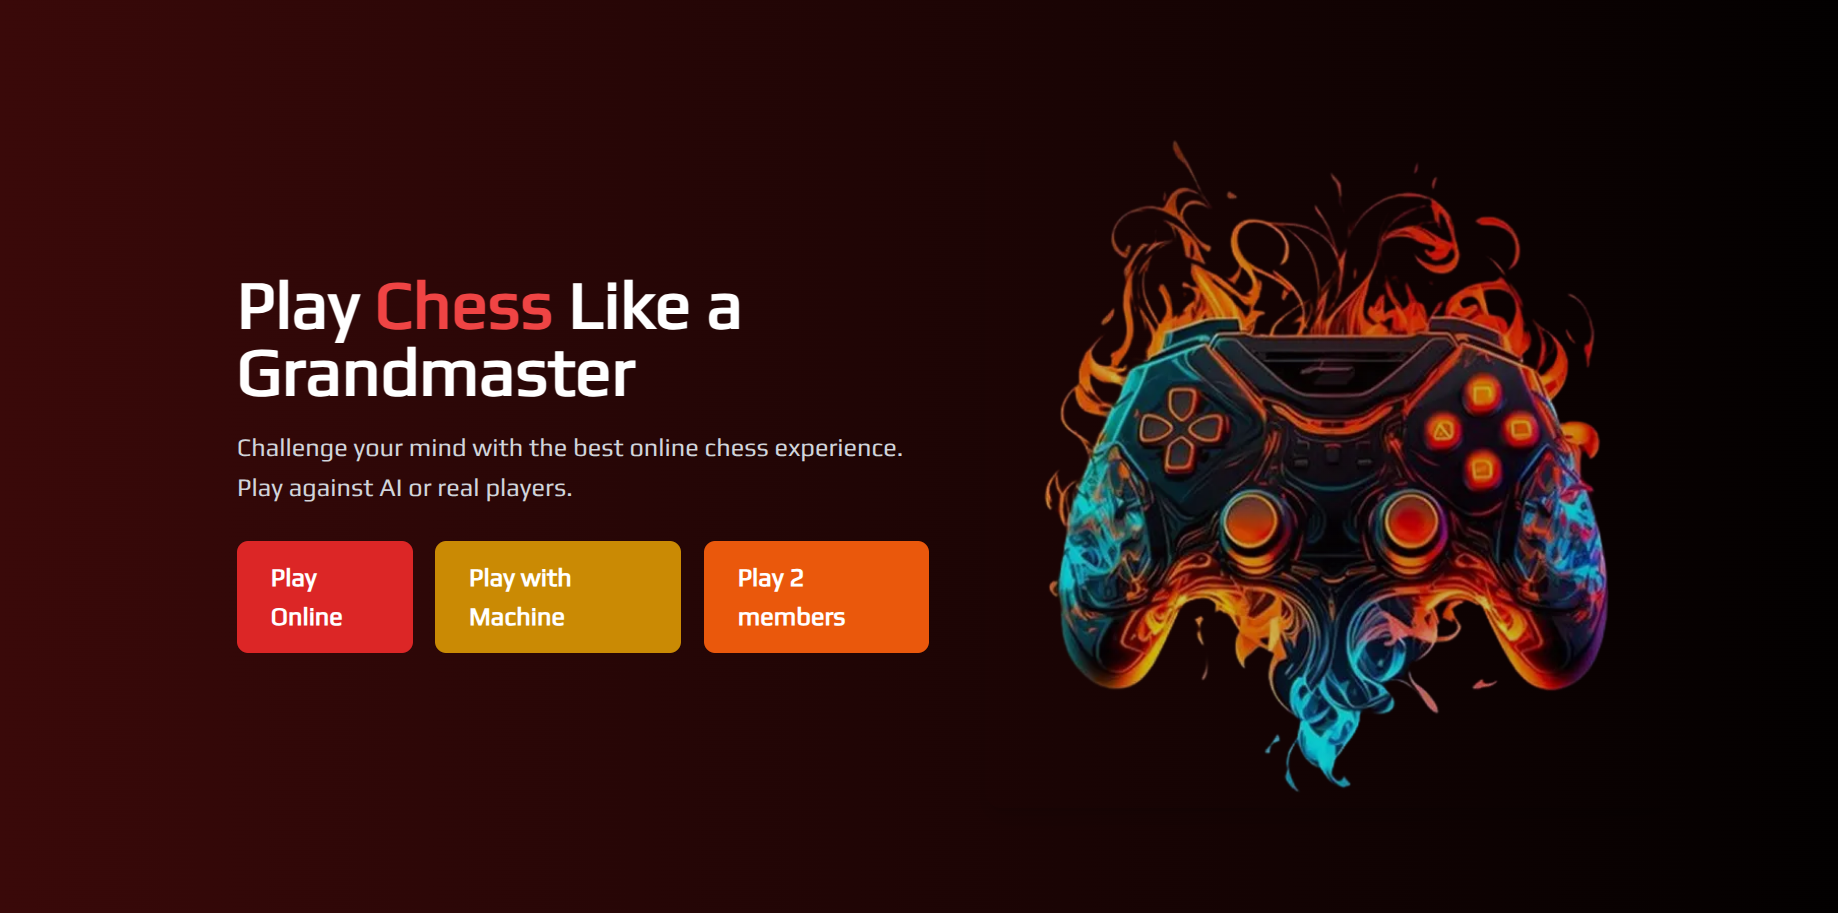 Play Chess Like a
Grandmaster
Challenge your mind with the best online chess experience.
Play against AI or real players.
Play
Online
Play with
Machine
Play 2
members